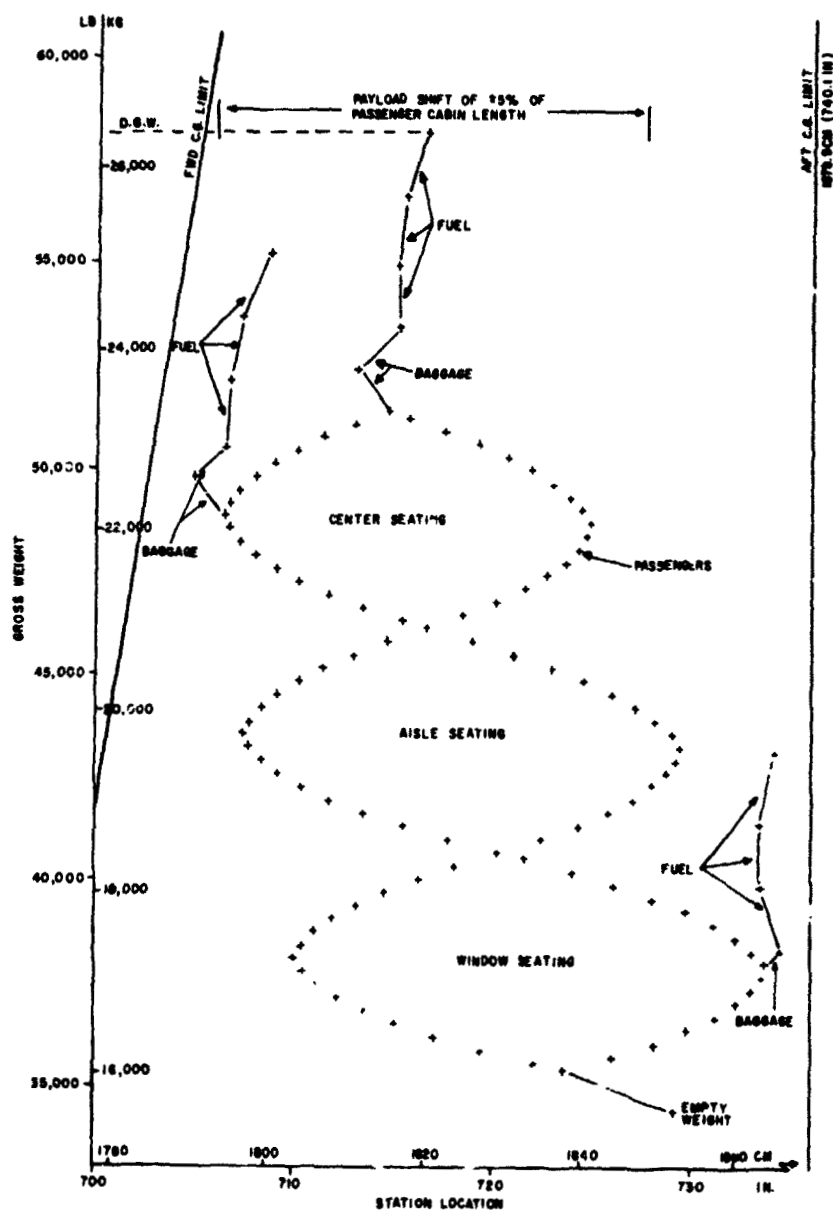 LB KG
60,000
FWD C.G. LIMIT
PAYLOAD SHIFT OF ±5% OF
PASSENGER CABIN LENGTH
AFT C.G. LIMIT
D.G.W.
26,000
FUEL
55,000
FUEL
24,000
BAGGAGE
50,000
CENTER SEATING
22,000
BAGGAGE
PASSENGERS
GROSS WEIGHT
45,000
20,000
AISLE SEATING
FUEL
40,000
18,000
WINDOW SEATING
BAGGAGE
16,000
35,000
EMPTY
WEIGHT
1780 1800 1820 1840 1860 CM
700 710 720 730 IN.
STATION LOCATION